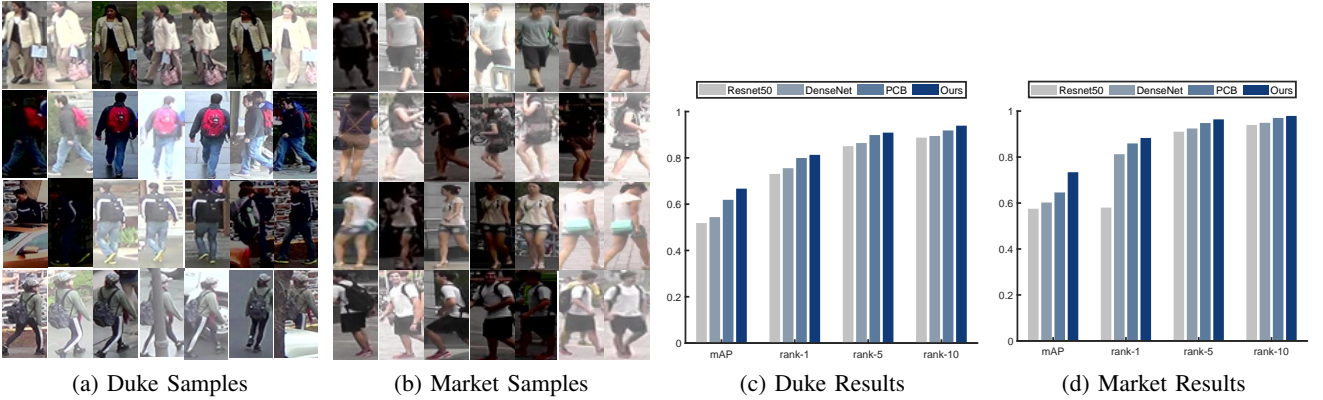 Resnet50 DenseNet PCB Ours
1
0.8
0.6
0.4
0.2
0
mAP rank-1 rank-5 rank-10
Resnet50 DenseNet PCB Ours
1
0.8
0.6
0.4
0.2
0
mAP rank-1 rank-5 rank-10
(a) Duke Samples
(b) Market Samples
(c) Duke Results
(d) Market Results